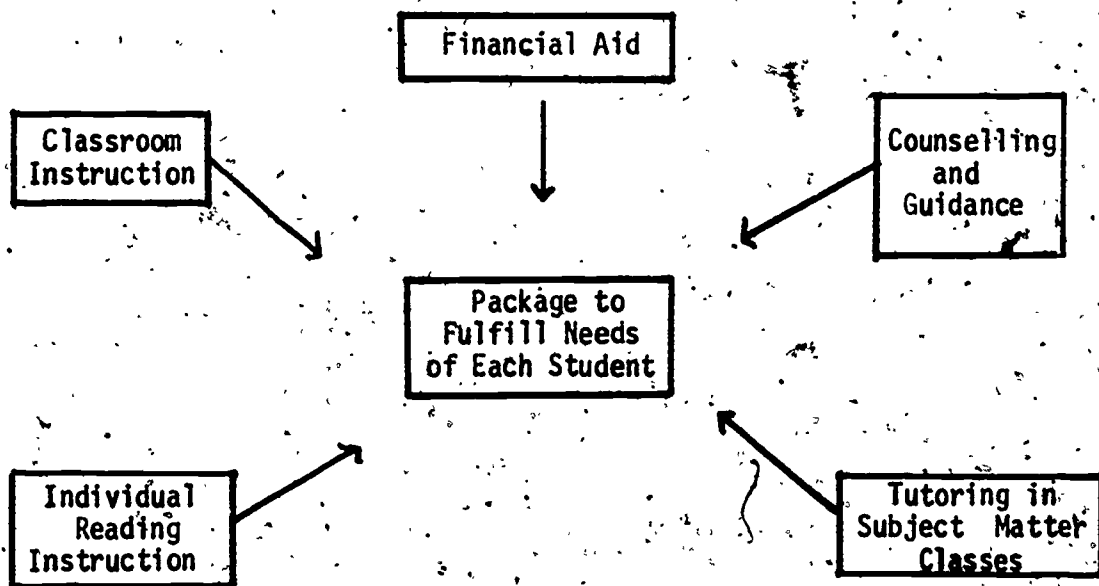 Financial Aid
Classroom
Instruction
Counselling
and
Guidance
Package to
Fulfill Needs
of Each Student
Individual
Reading
Instruction
Tutoring in
Subject Matter
Classes